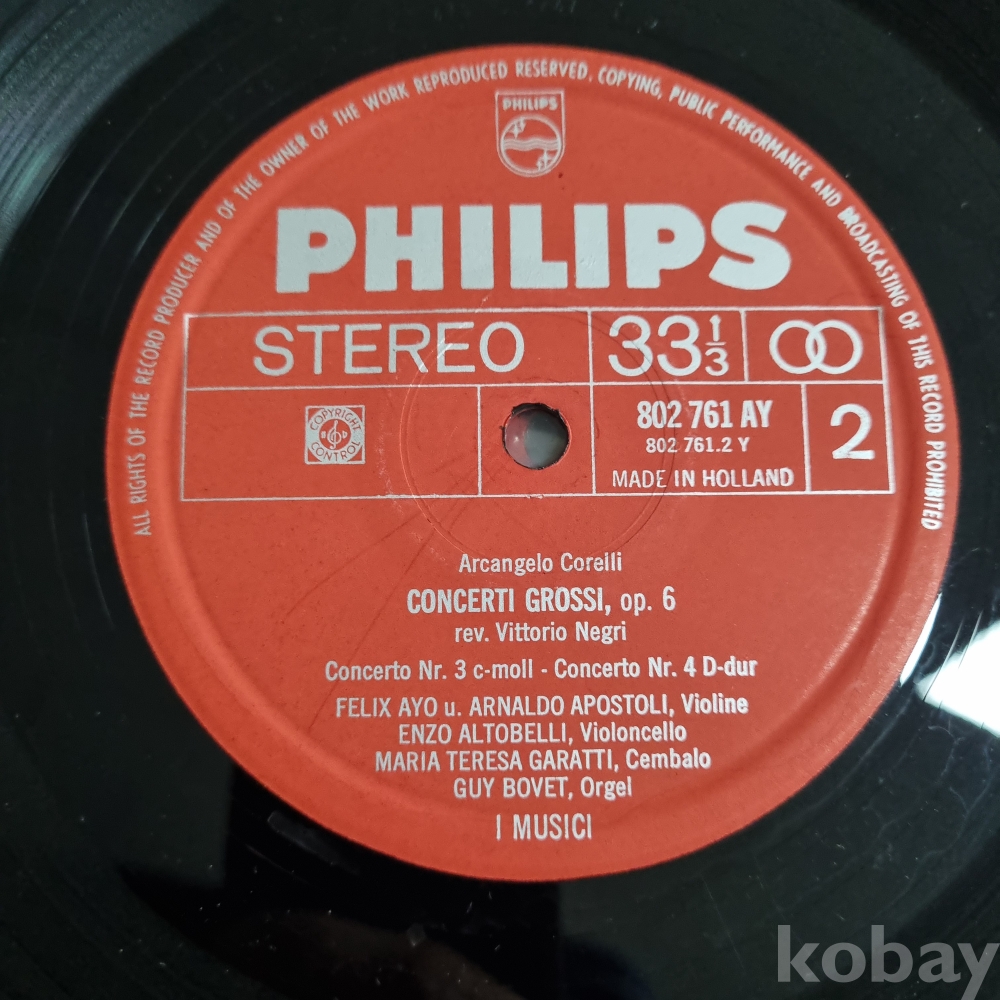 ALL RIGHTS OF THE RECORD PRODUCER AND OF THE OWNER OF THE WORK REPRODUCED RESERVED. COPYING, PUBLIC PERFORMANCE AND BROADCASTING OF THIS RECORD PROHIBITED
PHILIPS
PHILIPS
STEREO 33 1/3
COPYRIGHT
CONTROL
802 761 AY
802 761.2 Y
MADE IN HOLLAND
2
Arcangelo Corelli
CONCERTI GROSSI, op. 6
rev. Vittorio Negri
Concerto Nr. 3 c-moll - Concerto Nr. 4 D-dur
FELIX AYO u. ARNALDO APOSTOLI, Violine
ENZO ALTOBELLI, Violoncello
MARIA TERESA GARATTI, Cembalo
GUY BOVET, Orgel
I MUSICI
kobay